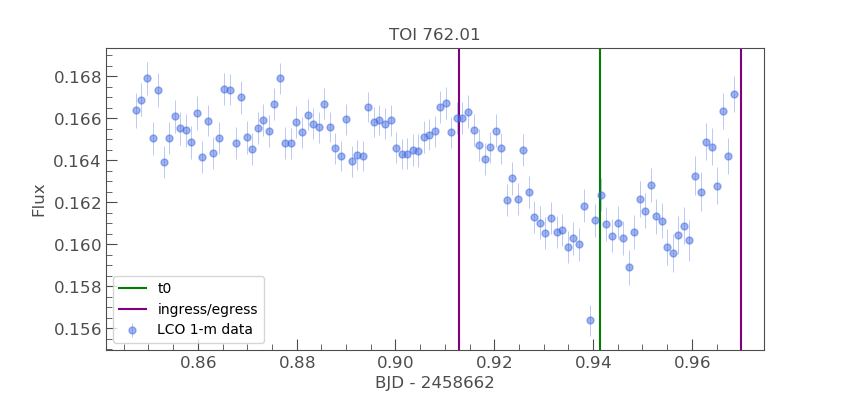 TOI 762.01
0.168
0.166
0.164
0.162
0.160
0.158
0.156
Flux
t0
ingress/egress
LCO 1-m data
0.86 0.88 0.90 0.92 0.94 0.96
BJD - 2458662